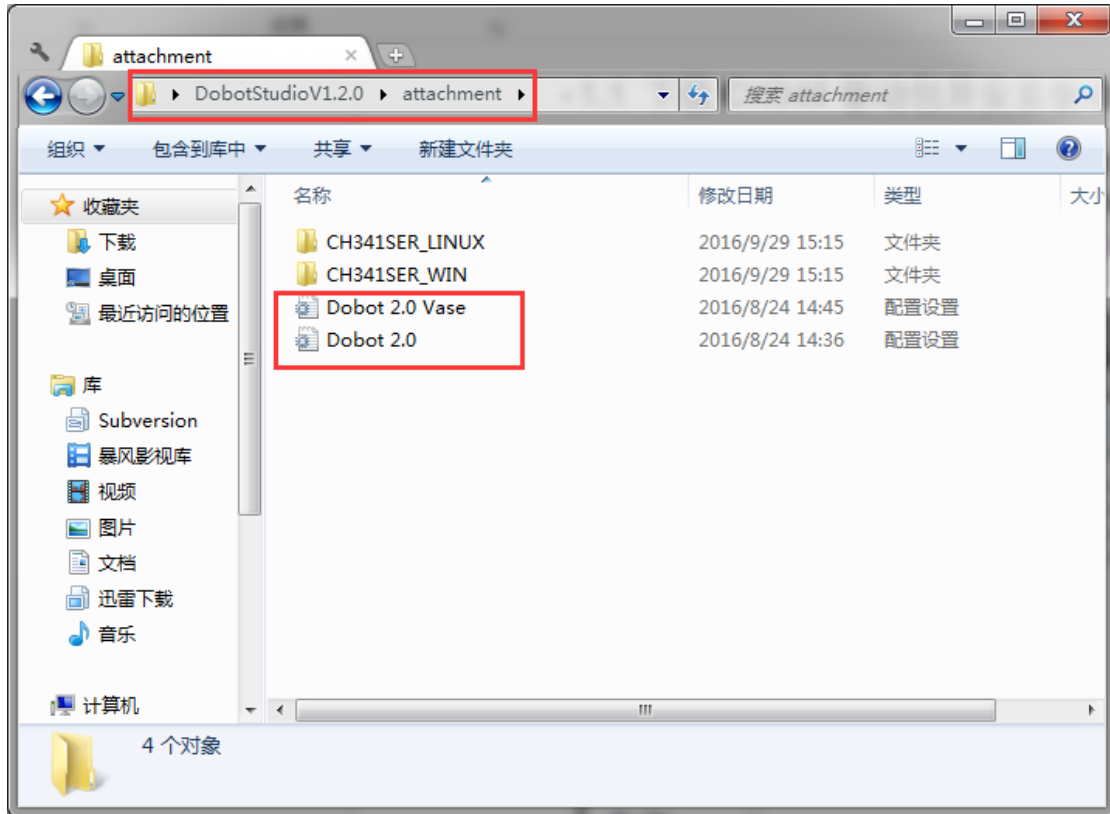 attachment
DobotStudioV1.2.0 attachment 搜索 attachment
组织 包含到库中 共享 新建文件夹
名称 修改日期 类型 大小
收藏夹
下载
桌面
最近访问的位置
库
Subversion
暴风影视库
视频
图片
文档
迅雷下载
音乐
计算机
CH341SER_LINUX 2016/9/29 15:15 文件夹
CH341SER_WIN 2016/9/29 15:15 文件夹
Dobot 2.0 Vase 2016/8/24 14:45 配置设置
Dobot 2.0 2016/8/24 14:36 配置设置
4 个对象